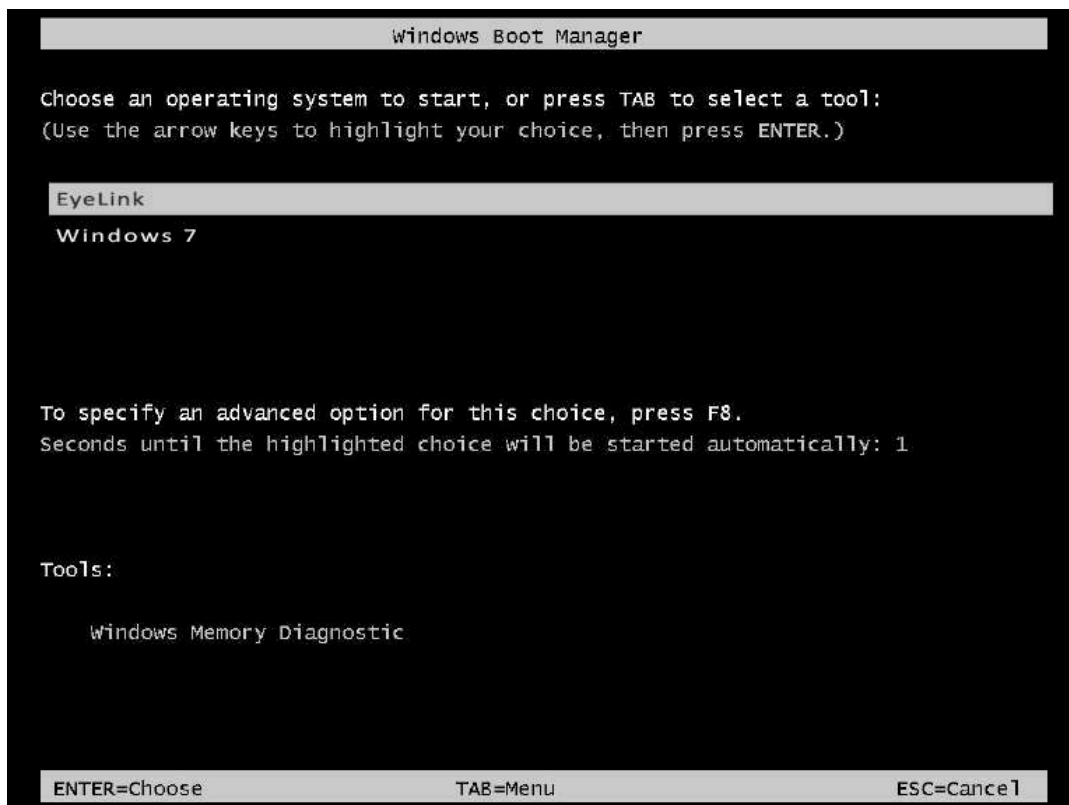 Windows Boot Manager
Choose an operating system to start, or press TAB to select a tool:
(Use the arrow keys to highlight your choice, then press ENTER.)
EyeLink
Windows 7
To specify an advanced option for this choice, press F8.
Seconds until the highlighted choice will be started automatically: 1
Tools:
Windows Memory Diagnostic
ENTER=Choose TAB=Menu ESC=Cancel